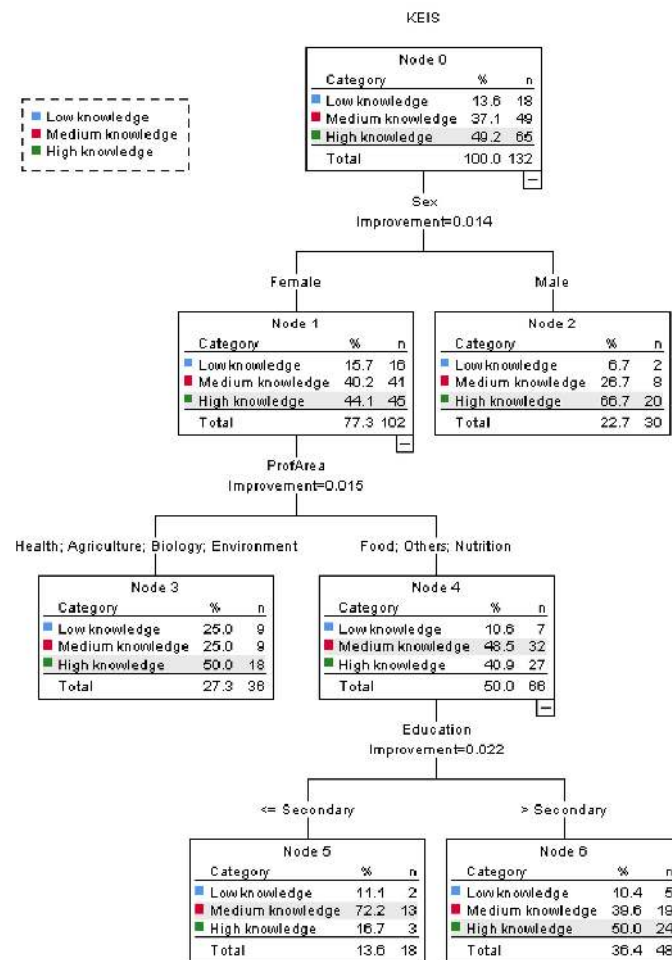 KEIS
Low knowledge
Medium knowledge
High knowledge
Node 0
Category % n
Low knowledge 13.6 18
Medium knowledge 37.1 49
High knowledge 49.2 65
Total 100.0 132
Sex
Improvement=0.014
Female Male
Node 1
Category % n
Low knowledge 15.7 16
Medium knowledge 40.2 41
High knowledge 44.1 45
Total 77.3 102
Node 2
Category % n
Low knowledge 6.7 2
Medium knowledge 26.7 8
High knowledge 66.7 20
Total 22.7 30
ProfArea
Improvement=0.015
Health; Agriculture; Biology; Environment Food; Others; Nutrition
Node 3
Category % n
Low knowledge 25.0 9
Medium knowledge 25.0 9
High knowledge 50.0 18
Total 27.3 36
Node 4
Category % n
Low knowledge 10.6 7
Medium knowledge 48.5 32
High knowledge 40.9 27
Total 50.0 66
Education
Improvement=0.022
<= Secondary > Secondary
Node 5
Category % n
Low knowledge 11.1 2
Medium knowledge 72.2 13
High knowledge 16.7 3
Total 13.6 18
Node 6
Category % n
Low knowledge 10.4 5
Medium knowledge 39.6 19
High knowledge 50.0 24
Total 36.4 48